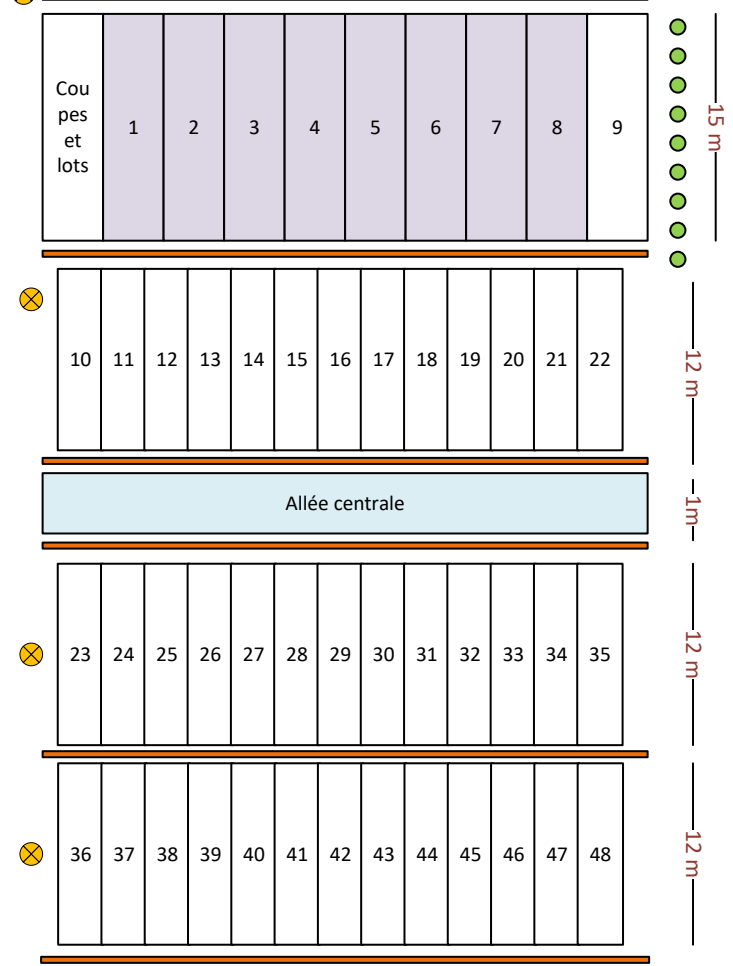 Cou
pes
et
lots
1 2 3 4 5 6 7 8 9
15 m
10 11 12 13 14 15 16 17 18 19 20 21 22
12 m
Allée centrale
1m
23 24 25 26 27 28 29 30 31 32 33 34 35
12 m
36 37 38 39 40 41 42 43 44 45 46 47 48
12 m